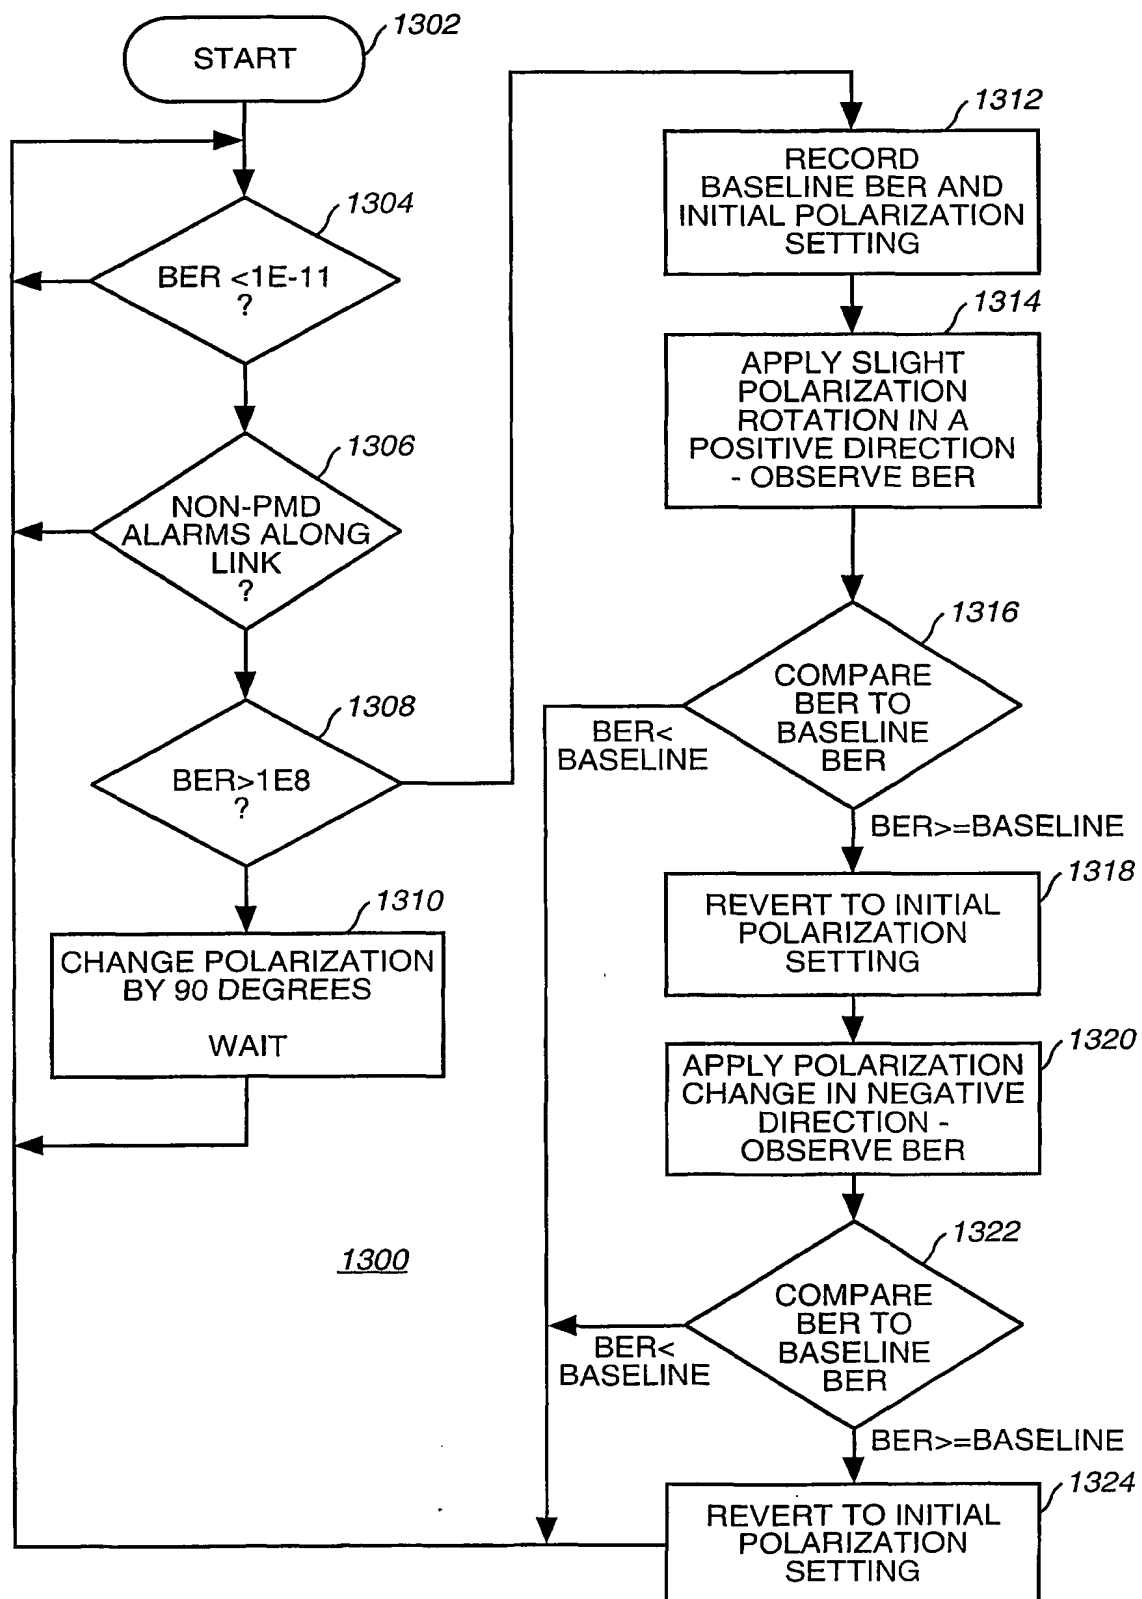 START
1302
1304
BER <1E-11
?
1306
NON-PMD
ALARMS ALONG
LINK
?
1308
BER>1E8
?
1310
CHANGE POLARIZATION
BY 90 DEGREES
WAIT
1300
1312
RECORD
BASELINE BER AND
INITIAL POLARIZATION
SETTING
1314
APPLY SLIGHT
POLARIZATION
ROTATION IN A
POSITIVE DIRECTION
- OBSERVE BER
1316
COMPARE
BER TO
BASELINE
BER
BER<
BASELINE
BER>=BASELINE
1318
REVERT TO INITIAL
POLARIZATION
SETTING
1320
APPLY POLARIZATION
CHANGE IN NEGATIVE
DIRECTION -
OBSERVE BER
1322
COMPARE
BER TO
BASELINE
BER
BER<
BASELINE
BER>=BASELINE
1324
REVERT TO INITIAL
POLARIZATION
SETTING